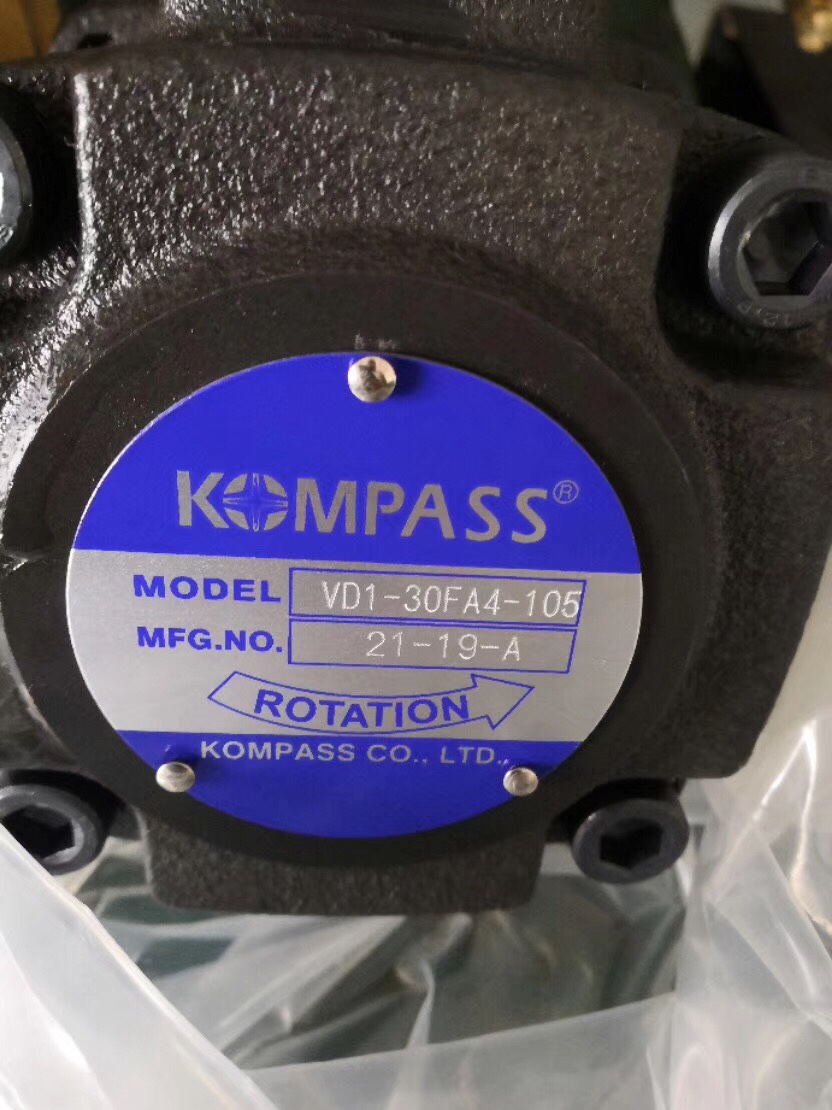 KOMPASS®
MODEL VD1-30FA4-105
MFG.NO. 21-19-A
ROTATION
KOMPASS CO., LTD.,